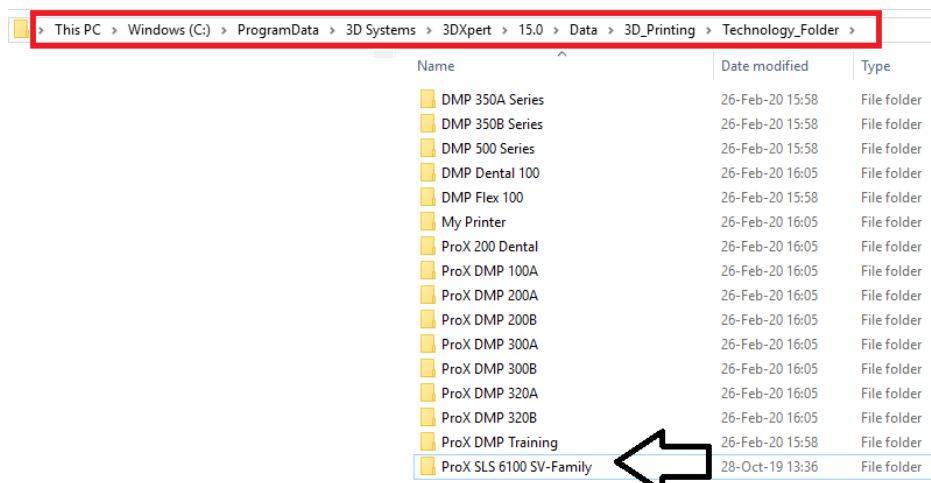 This PC > Windows (C:) > ProgramData > 3D Systems > 3DXpert > 15.0 > Data > 3D_Printing > Technology_Folder >
Name Date modified Type
DMP 350A Series 26-Feb-20 15:58 File folder
DMP 350B Series 26-Feb-20 15:58 File folder
DMP 500 Series 26-Feb-20 15:58 File folder
DMP Dental 100 26-Feb-20 16:05 File folder
DMP Flex 100 26-Feb-20 15:58 File folder
My Printer 26-Feb-20 16:05 File folder
ProX 200 Dental 26-Feb-20 16:05 File folder
ProX DMP 100A 26-Feb-20 16:05 File folder
ProX DMP 200A 26-Feb-20 16:05 File folder
ProX DMP 200B 26-Feb-20 16:05 File folder
ProX DMP 300A 26-Feb-20 16:05 File folder
ProX DMP 300B 26-Feb-20 16:05 File folder
ProX DMP 320A 26-Feb-20 16:05 File folder
ProX DMP 320B 26-Feb-20 16:05 File folder
ProX DMP Training 26-Feb-20 15:58 File folder
ProX SLS 6100 SV-Family 28-Oct-19 13:36 File folder